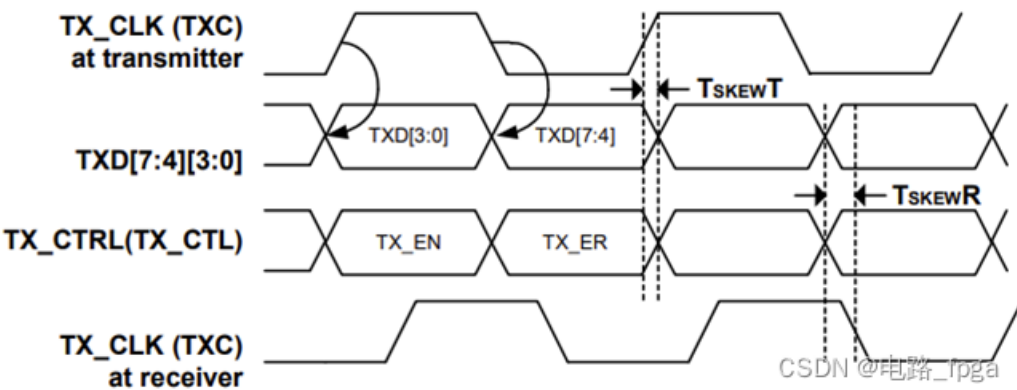 TX_CLK (TXC)
at transmitter
TSKEWT
TXD[3:0]
TXD[7:4]
TXD[7:4][3:0]
TSKEWR
TX_CTRL(TX_CTL)
TX_EN
TX_ER
TX_CLK (TXC)
at receiver
CSDN @电路_fpga